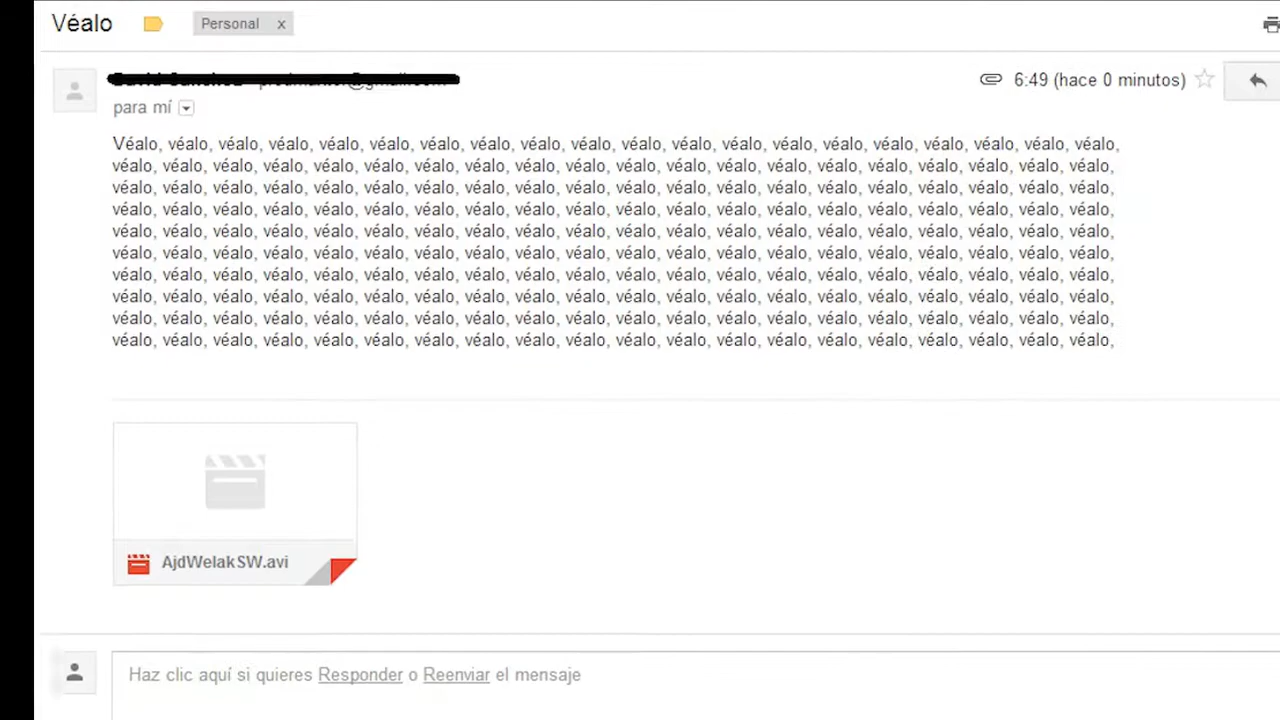 Véalo
Personal x
6:49 (hace 0 minutos)
para mí
Véalo, véalo, véalo, véalo, véalo, véalo, véalo, véalo, véalo, véalo, véalo, véalo, véalo, véalo, véalo, véalo, véalo, véalo, véalo, véalo,
véalo, véalo, véalo, véalo, véalo, véalo, véalo, véalo, véalo, véalo, véalo, véalo, véalo, véalo, véalo, véalo, véalo, véalo, véalo, véalo,
véalo, véalo, véalo, véalo, véalo, véalo, véalo, véalo, véalo, véalo, véalo, véalo, véalo, véalo, véalo, véalo, véalo, véalo, véalo, véalo,
véalo, véalo, véalo, véalo, véalo, véalo, véalo, véalo, véalo, véalo, véalo, véalo, véalo, véalo, véalo, véalo, véalo, véalo, véalo, véalo,
véalo, véalo, véalo, véalo, véalo, véalo, véalo, véalo, véalo, véalo, véalo, véalo, véalo, véalo, véalo, véalo, véalo, véalo, véalo, véalo,
véalo, véalo, véalo, véalo, véalo, véalo, véalo, véalo, véalo, véalo, véalo, véalo, véalo, véalo, véalo, véalo, véalo, véalo, véalo, véalo,
véalo, véalo, véalo, véalo, véalo, véalo, véalo, véalo, véalo, véalo, véalo, véalo, véalo, véalo, véalo, véalo, véalo, véalo, véalo, véalo,
véalo, véalo, véalo, véalo, véalo, véalo, véalo, véalo, véalo, véalo, véalo, véalo, véalo, véalo, véalo, véalo, véalo, véalo, véalo, véalo,
véalo, véalo, véalo, véalo, véalo, véalo, véalo, véalo, véalo, véalo, véalo, véalo, véalo, véalo, véalo, véalo, véalo, véalo, véalo, véalo,
véalo, véalo, véalo, véalo, véalo, véalo, véalo, véalo, véalo, véalo, véalo, véalo, véalo, véalo, véalo, véalo, véalo, véalo, véalo, véalo,
AjdWelakSW.avi
Haz clic aquí si quieres Responder o Reenviar el mensaje